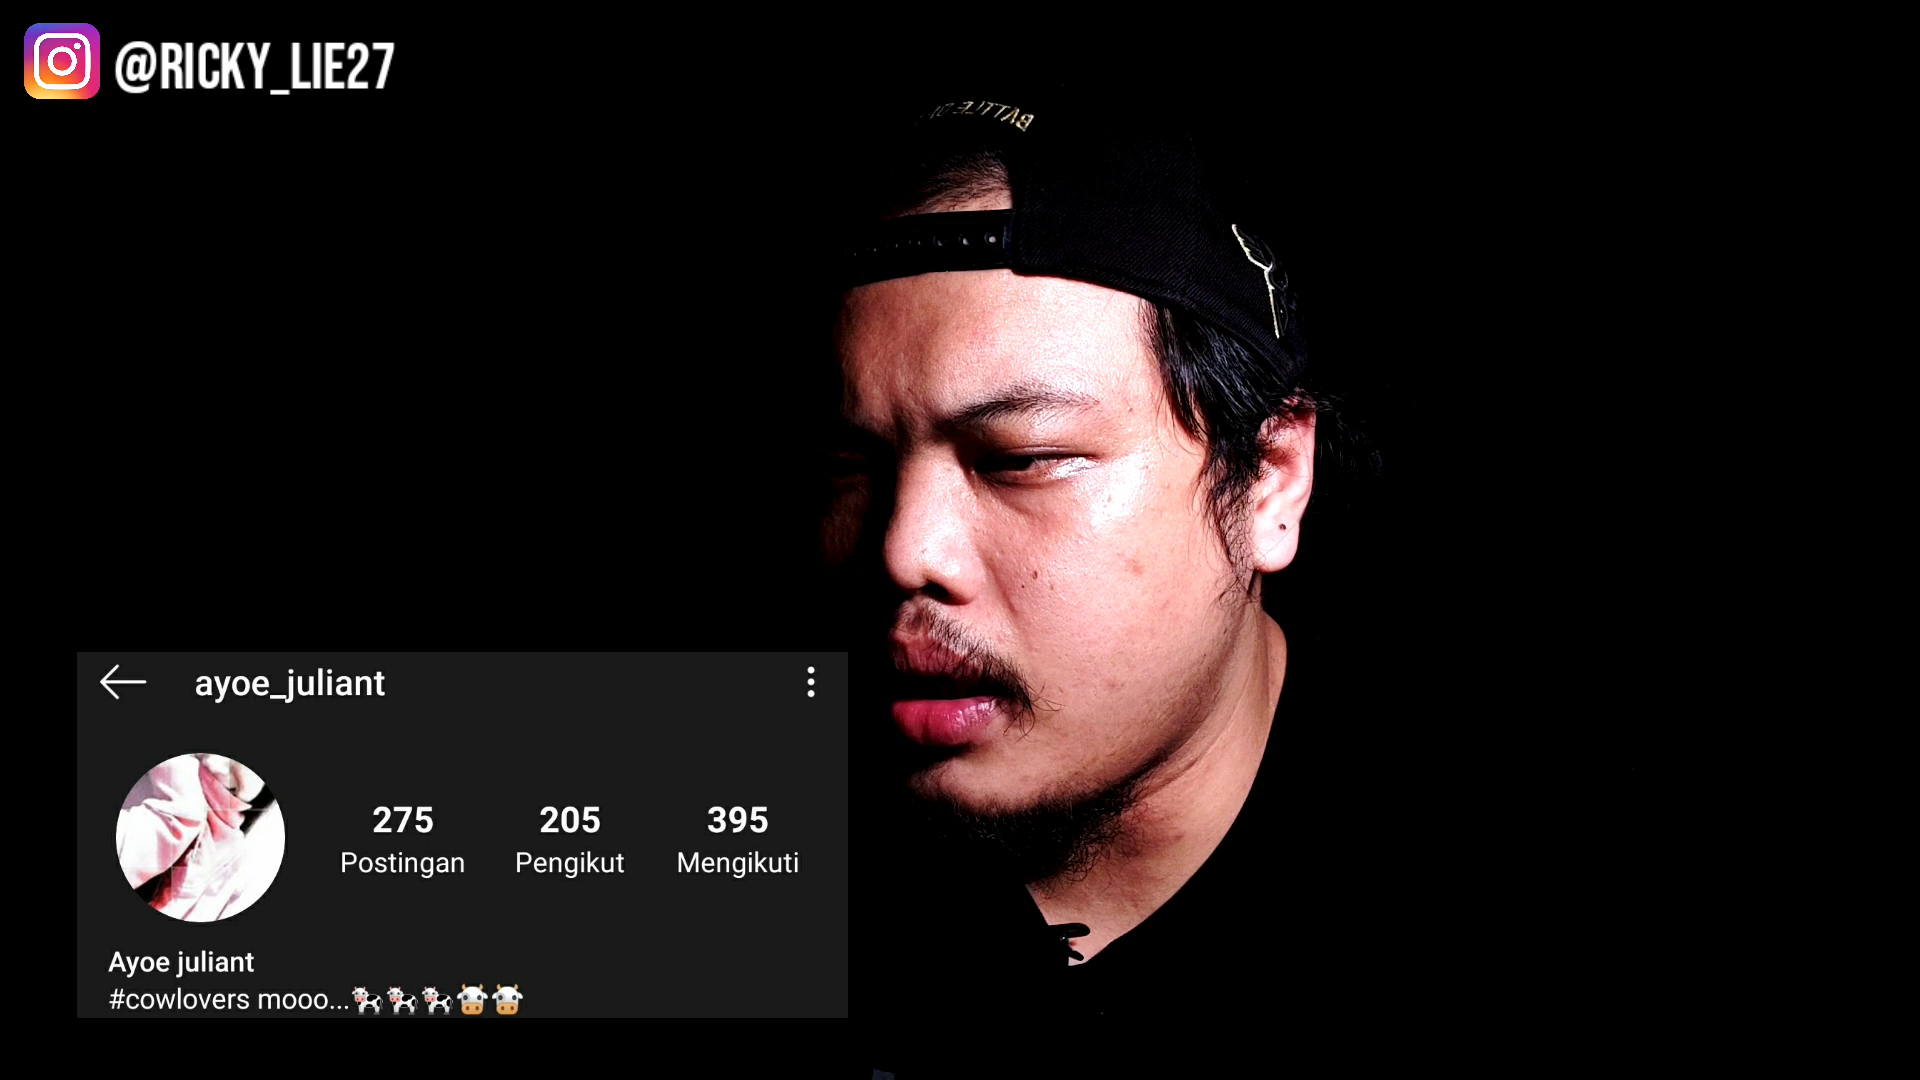 @RICKY_LIE27
ayoe_juliant
275 205 395
Postingan Pengikut Mengikuti
Ayoe juliant
#cowlovers mooo...🐄🐄🐄🐮🐮